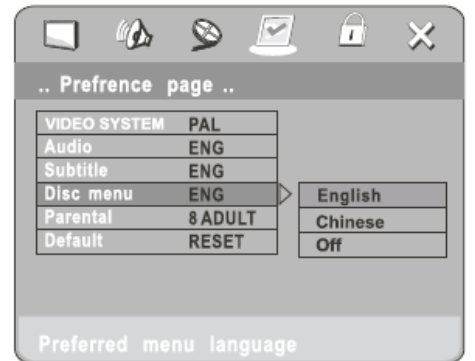 .. Prefrence page ..
VIDEO SYSTEM PAL
Audio ENG
Subtitle ENG
Disc menu ENG English
Parental 8 ADULT Chinese
Default RESET Off
Preferred menu language